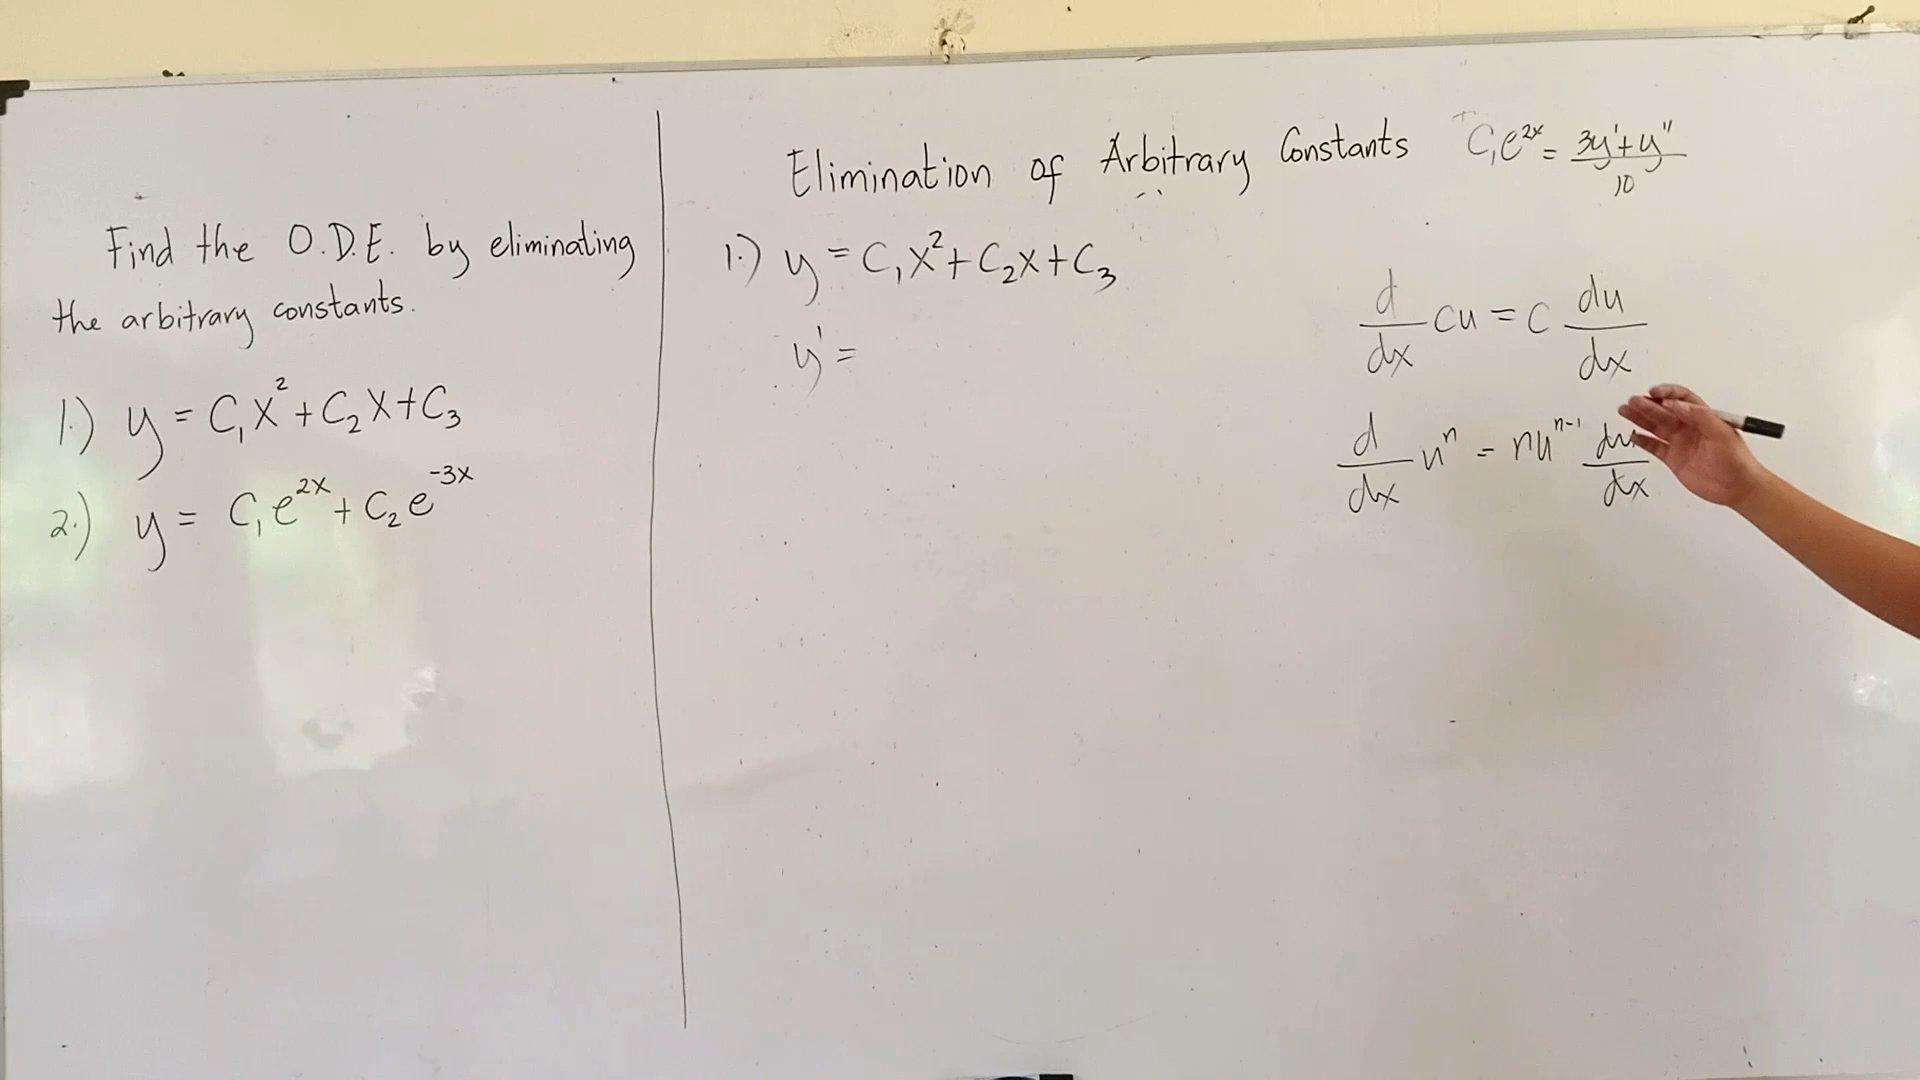 Find the O.D.E. by eliminating
the arbitrary constants.
1.) y = C₁x² + C₂x + C₃
2.) y = C₁e²ˣ + C₂e⁻³ˣ
Elimination of Arbitrary Constants
C₁e²ˣ = (3y' + y'')/10
1.) y = C₁x² + C₂x + C₃
y' =
d/dx cu = c du/dx
d/dx uⁿ = nuⁿ⁻¹ du/dx